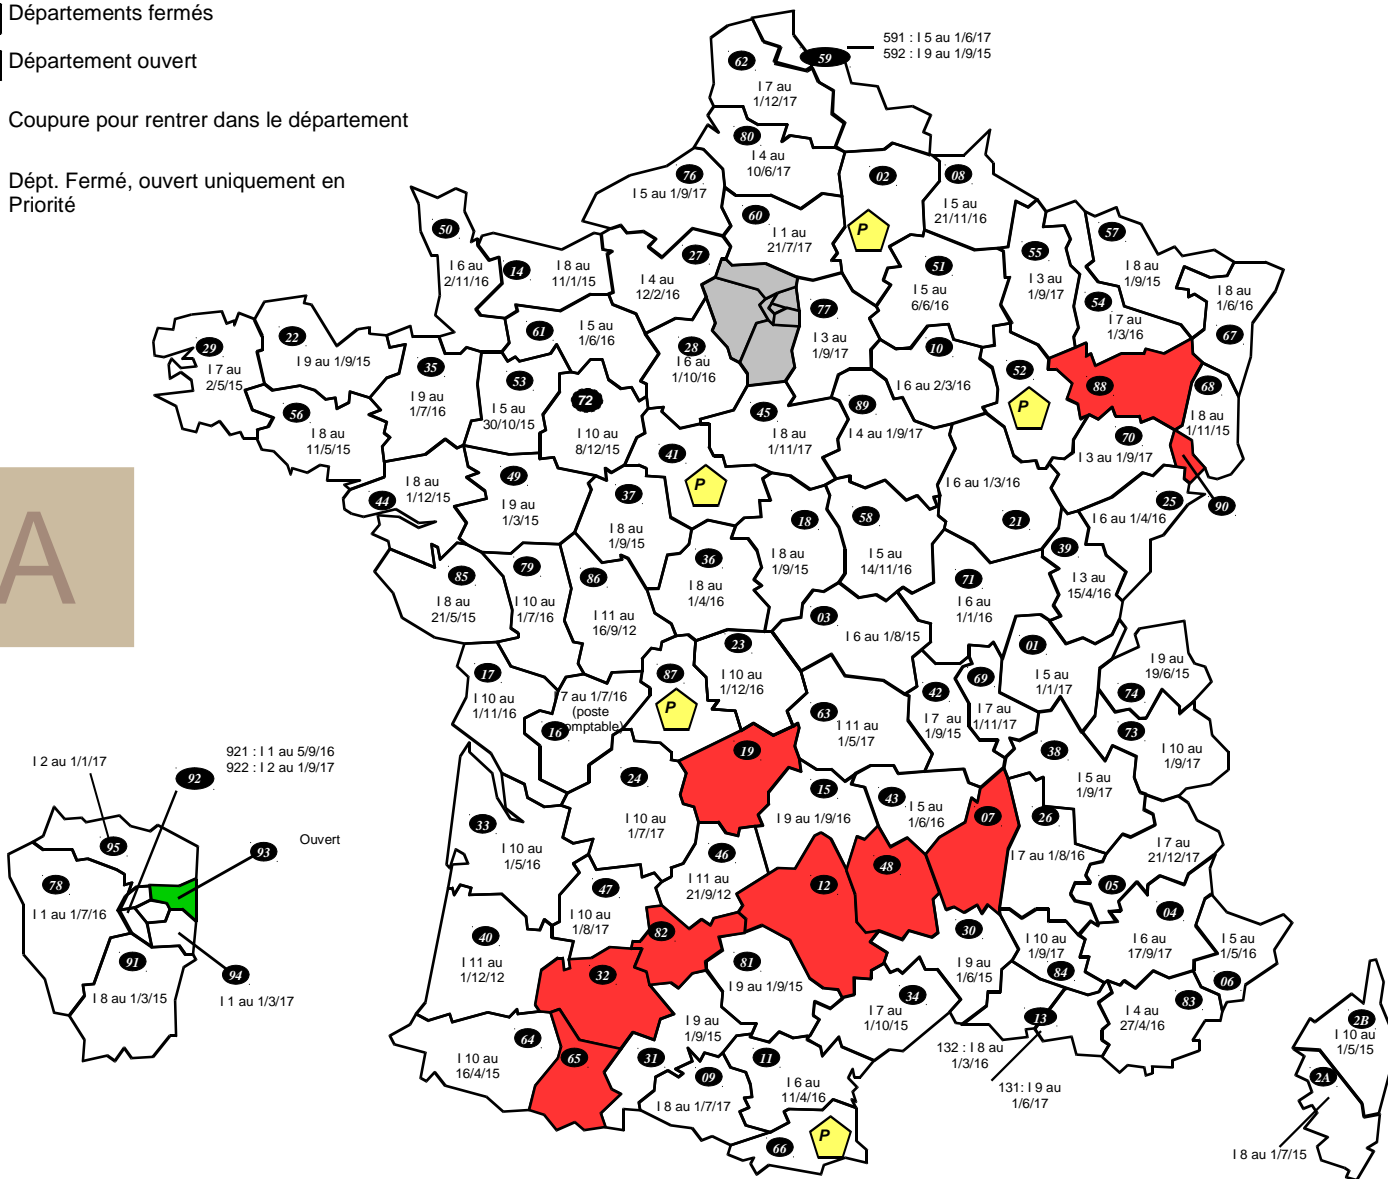 Départements fermés
Département ouvert
Coupure pour rentrer dans le département
Dépt. Fermé, ouvert uniquement en
Priorité
A
591 : I 5 au 1/6/17
592 : I 9 au 1/9/15
59
62
I 7 au
1/12/17
80
I 4 au
10/6/17
76
I 5 au 1/9/17
02
P
08
I 5 au
21/11/16
60
I 1 au
21/7/17
50
I 6 au
2/11/16
14
I 8 au
11/1/15
27
I 4 au
12/2/16
51
I 5 au
6/6/16
55
I 3 au
1/9/17
57
I 8 au
1/9/15
54
I 7 au
1/3/16
I 8 au
1/6/16
67
77
I 3 au
1/9/17
61
I 5 au
1/6/16
28
I 6 au
1/10/16
10
I 6 au 2/3/16
52
P
88
68
I 8 au
1/11/15
29
I 7 au
2/5/15
22
I 9 au 1/9/15
35
I 9 au
1/7/16
53
I 5 au
30/10/15
72
I 10 au
8/12/15
56
I 8 au
11/5/15
45
I 8 au
1/11/17
89
I 4 au 1/9/17
70
I 3 au 1/9/17
90
41
P
44
I 8 au
1/12/15
49
I 9 au
1/3/15
37
I 8 au
1/9/15
18
I 8 au
1/9/15
58
I 5 au
14/11/16
I 6 au 1/3/16
21
25
I 6 au 1/4/16
39
I 3 au
15/4/16
85
I 8 au
21/5/15
79
I 10 au
1/7/16
86
I 11 au
16/9/12
36
I 8 au
1/4/16
03
I 6 au 1/8/15
71
I 6 au
1/1/16
17
I 10 au
1/11/16
7 au 1/7/16
(poste
omptable)
16
87
P
23
I 10 au
1/12/16
63
I 11 au
1/5/17
42
I 7 au
1/9/15
69
I 7 au
1/11/17
01
I 5 au
1/1/17
I 9 au
19/6/15
74
73
I 10 au
1/9/17
38
I 5 au
1/9/17
19
24
I 10 au
1/7/17
15
I 9 au 1/9/16
43
I 5 au
1/6/16
07
26
I 7 au 1/8/16
I 7 au
21/12/17
05
33
I 10 au
1/5/16
46
I 11 au
21/9/12
47
I 10 au
1/8/17
12
48
04
I 6 au
17/9/17
I 5 au
1/5/16
06
I 10 au
1/9/17
84
30
I 9 au
1/6/15
40
I 11 au
1/12/12
82
32
81
I 9 au 1/9/15
34
I 7 au
1/10/15
13
83
I 4 au
27/4/16
64
I 10 au
16/4/15
65
31
I 9 au
1/9/15
09
I 8 au 1/7/17
11
I 6 au
11/4/16
132 : I 8 au
1/3/16
131: I 9 au
1/6/17
66
P
2B
I 10 au
1/5/15
2A
I 8 au 1/7/15
I 2 au 1/1/17
921 : I 1 au 5/9/16
922 : I 2 au 1/9/17
92
95
93
Ouvert
78
I 1 au 1/7/16
91
I 8 au 1/3/15
94
I 1 au 1/3/17